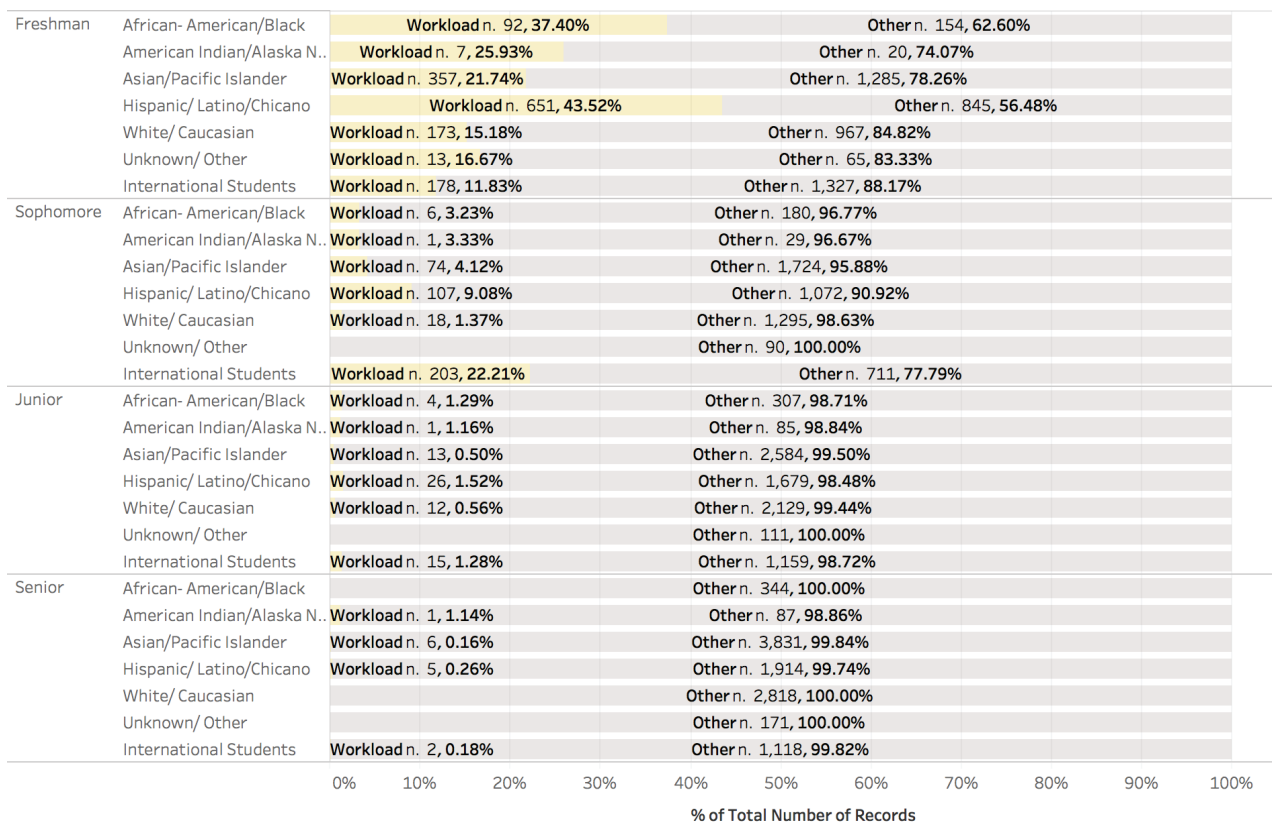 Freshman African- American/Black Workload n. 92, 37.40% Other n. 154, 62.60%
American Indian/Alaska N.. Workload n. 7, 25.93% Other n. 20, 74.07%
Asian/Pacific Islander Workload n. 357, 21.74% Other n. 1,285, 78.26%
Hispanic/ Latino/Chicano Workload n. 651, 43.52% Other n. 845, 56.48%
White/ Caucasian Workload n. 173, 15.18% Other n. 967, 84.82%
Unknown/ Other Workload n. 13, 16.67% Other n. 65, 83.33%
International Students Workload n. 178, 11.83% Other n. 1,327, 88.17%
Sophomore African- American/Black Workload n. 6, 3.23% Other n. 180, 96.77%
American Indian/Alaska N.. Workload n. 1, 3.33% Other n. 29, 96.67%
Asian/Pacific Islander Workload n. 74, 4.12% Other n. 1,724, 95.88%
Hispanic/ Latino/Chicano Workload n. 107, 9.08% Other n. 1,072, 90.92%
White/ Caucasian Workload n. 18, 1.37% Other n. 1,295, 98.63%
Unknown/ Other Other n. 90, 100.00%
International Students Workload n. 203, 22.21% Other n. 711, 77.79%
Junior African- American/Black Workload n. 4, 1.29% Other n. 307, 98.71%
American Indian/Alaska N.. Workload n. 1, 1.16% Other n. 85, 98.84%
Asian/Pacific Islander Workload n. 13, 0.50% Other n. 2,584, 99.50%
Hispanic/ Latino/Chicano Workload n. 26, 1.52% Other n. 1,679, 98.48%
White/ Caucasian Workload n. 12, 0.56% Other n. 2,129, 99.44%
Unknown/ Other Other n. 111, 100.00%
International Students Workload n. 15, 1.28% Other n. 1,159, 98.72%
Senior African- American/Black Other n. 344, 100.00%
American Indian/Alaska N.. Workload n. 1, 1.14% Other n. 87, 98.86%
Asian/Pacific Islander Workload n. 6, 0.16% Other n. 3,831, 99.84%
Hispanic/ Latino/Chicano Workload n. 5, 0.26% Other n. 1,914, 99.74%
White/ Caucasian Other n. 2,818, 100.00%
Unknown/ Other Other n. 171, 100.00%
International Students Workload n. 2, 0.18% Other n. 1,118, 99.82%
0% 10% 20% 30% 40% 50% 60% 70% 80% 90% 100%
% of Total Number of Records